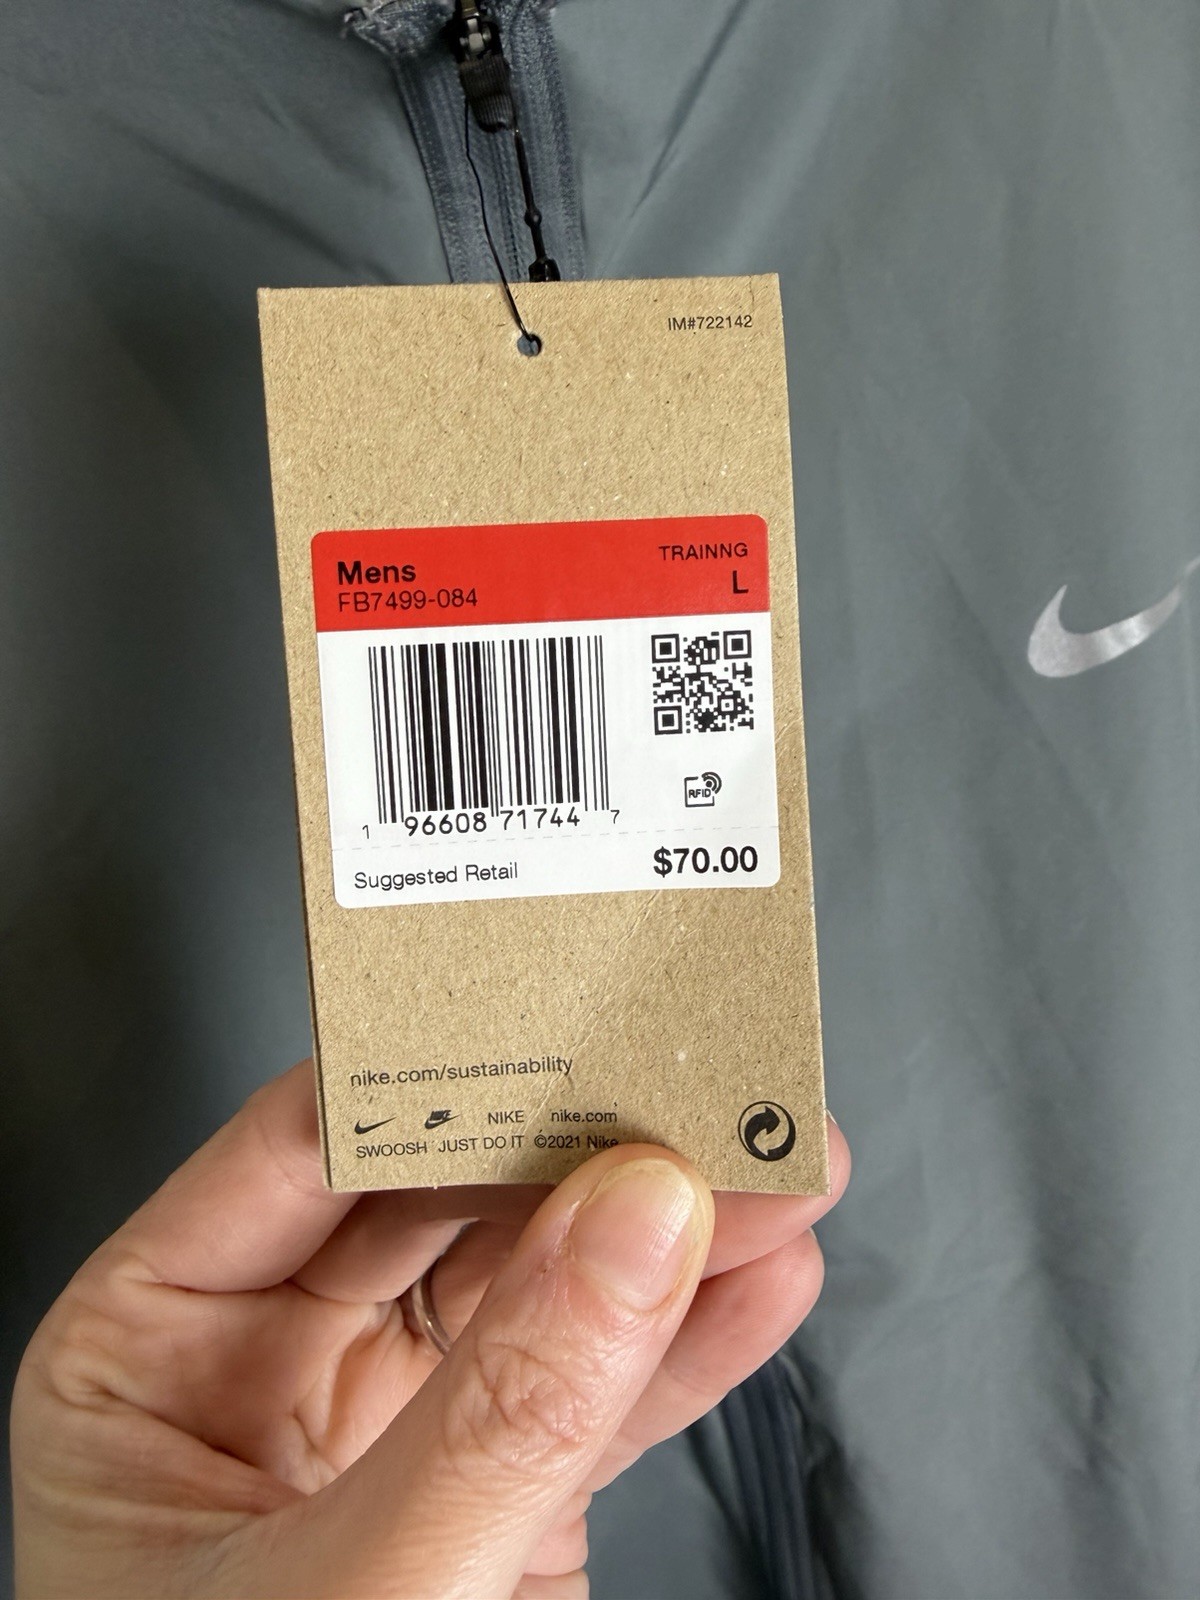 IM#722142
Mens
TRAINNG
FB7499-084
L
RFID
1 96608 71744 7
Suggested Retail
$70.00
nike.com/sustainability
NIKE nike.com
SWOOSH JUST DO IT ©2021 Nike